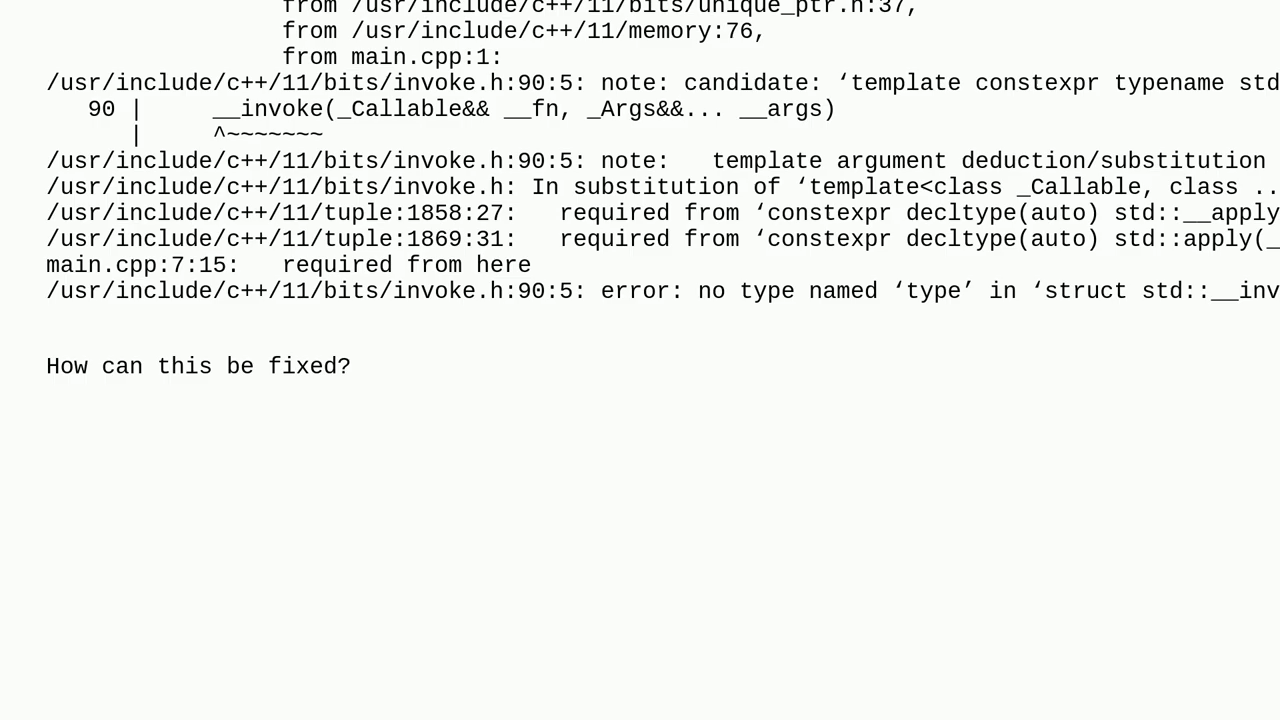 from /usr/include/c++/11/bits/unique_ptr.h:37,
from /usr/include/c++/11/memory:76,
from main.cpp:1:
/usr/include/c++/11/bits/invoke.h:90:5: note: candidate: ‘template constexpr typename std
90 |      __invoke(_Callable&& __fn, _Args&&... __args)
|      ^~~~~~~~
/usr/include/c++/11/bits/invoke.h:90:5: note:   template argument deduction/substitution
/usr/include/c++/11/bits/invoke.h: In substitution of ‘template<class _Callable, class ..
/usr/include/c++/11/tuple:1858:27:   required from ‘constexpr decltype(auto) std::__apply
/usr/include/c++/11/tuple:1869:31:   required from ‘constexpr decltype(auto) std::apply(_
main.cpp:7:15:   required from here
/usr/include/c++/11/bits/invoke.h:90:5: error: no type named ‘type’ in ‘struct std::__inv
How can this be fixed?